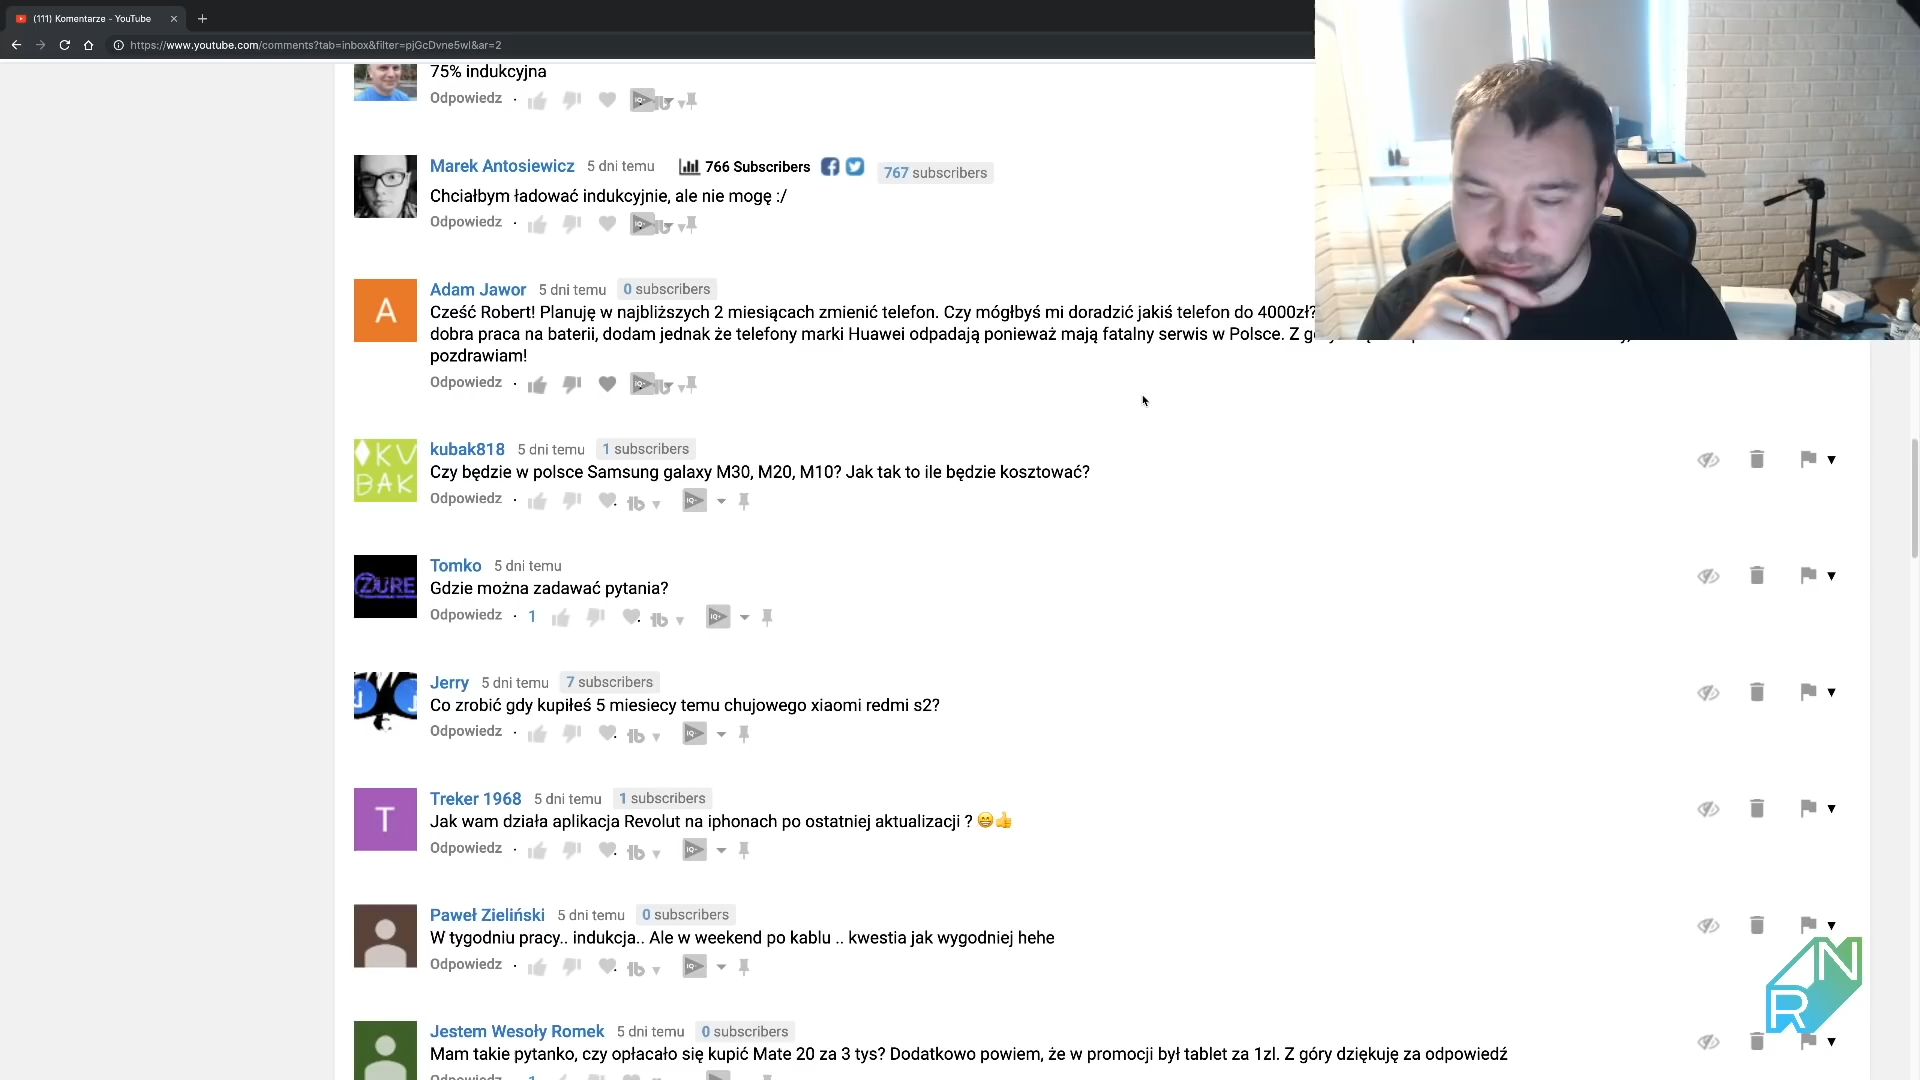 (111) Komentarze - YouTube
https://www.youtube.com/comments?tab=inbox&filter=pjGcDvne5wI&ar=2
75% indukcyjna
Odpowiedz
Marek Antosiewicz 5 dni temu 766 Subscribers 767 subscribers
Chciałbym ładować indukcyjnie, ale nie mogę :/
Odpowiedz
A
Adam Jawor 5 dni temu 0 subscribers
Cześć Robert! Planuję w najbliższych 2 miesiącach zmienić telefon. Czy mógłbyś mi doradzić jakiś telefon do 4000zł?
dobra praca na baterii, dodam jednak że telefony marki Huawei odpadają ponieważ mają fatalny serwis w Polsce. Z
pozdrawiam!
Odpowiedz
KU
BAK
kubak818 5 dni temu 1 subscribers
Czy będzie w polsce Samsung galaxy M30, M20, M10? Jak tak to ile będzie kosztować?
Odpowiedz
Tomko 5 dni temu
Gdzie można zadawać pytania?
Odpowiedz · 1
Jerry 5 dni temu 7 subscribers
Co zrobić gdy kupiłeś 5 miesiecy temu chujowego xiaomi redmi s2?
Odpowiedz
T
Treker 1968 5 dni temu 1 subscribers
Jak wam działa aplikacja Revolut na iphonach po ostatniej aktualizacji ? 😁👍
Odpowiedz
Paweł Zieliński 5 dni temu 0 subscribers
W tygodniu pracy.. indukcja.. Ale w weekend po kablu .. kwestia jak wygodniej hehe
Odpowiedz
RN
Jestem Wesoły Romek 5 dni temu 0 subscribers
Mam takie pytanko, czy opłacało się kupić Mate 20 za 3 tys? Dodatkowo powiem, że w promocji był tablet za 1zl. Z góry dziękuję za odpowiedź
Odpowiedz